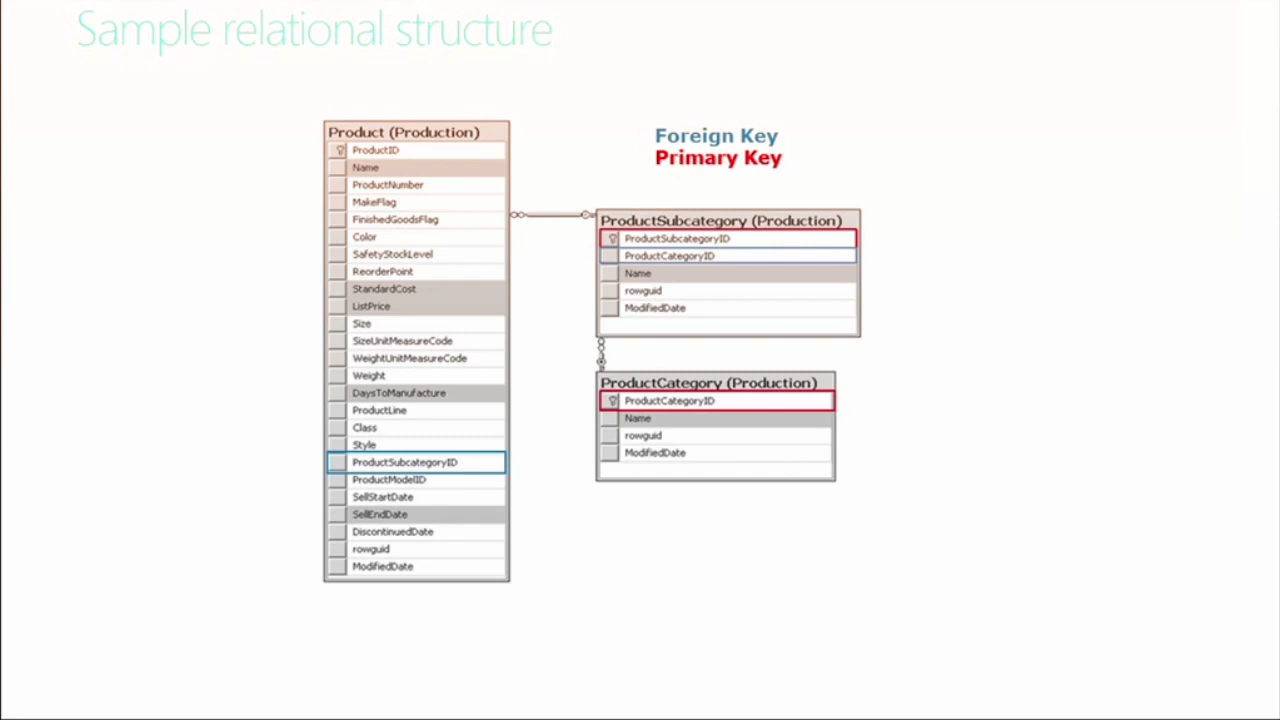 Sample relational structure
Product (Production)
ProductID
Name
ProductNumber
MakeFlag
FinishedGoodsFlag
Color
SafetyStockLevel
ReorderPoint
StandardCost
ListPrice
Size
SizeUnitMeasureCode
WeightUnitMeasureCode
Weight
DaysToManufacture
ProductLine
Class
Style
ProductSubcategoryID
ProductModelID
SellStartDate
SellEndDate
DiscontinuedDate
rowguid
ModifiedDate
Foreign Key
Primary Key
ProductSubcategory (Production)
ProductSubcategoryID
ProductCategoryID
Name
rowguid
ModifiedDate
ProductCategory (Production)
ProductCategoryID
Name
rowguid
ModifiedDate